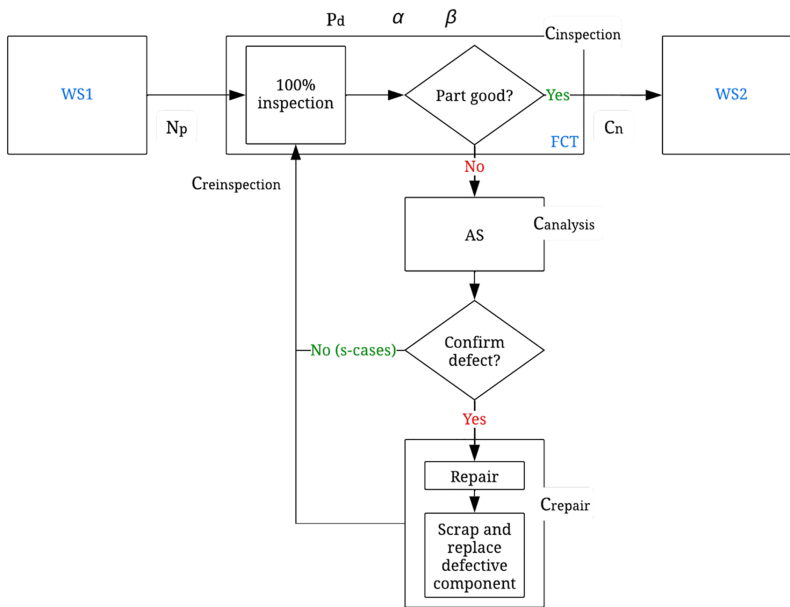 Pd α β
Cinspection
WS1
100%
inspection
Part good?
Yes
WS2
Np
FCT
Cn
No
Creinspection
AS
Canalysis
No (s-cases)
Confirm
defect?
Yes
Repair
Crepair
Scrap and
replace
defective
component